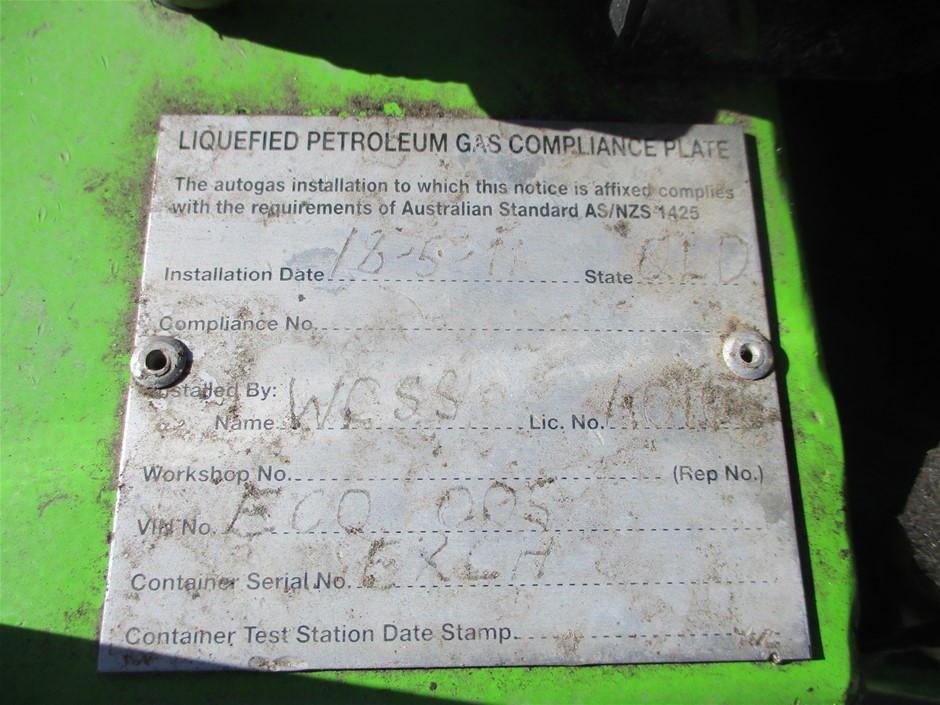 LIQUEFIED PETROLEUM GAS COMPLIANCE PLATE
The autogas installation to which this notice is affixed complies
with the requirements of Australian Standard AS/NZS 1425
Installation Date 18-5-11 State QLD
Compliance No.
Installed By:
Name WCSS Lic. No.
Workshop No. (Rep No.)
VIN No. ECO 005
Container Serial No. EXCH
Container Test Station Date Stamp.